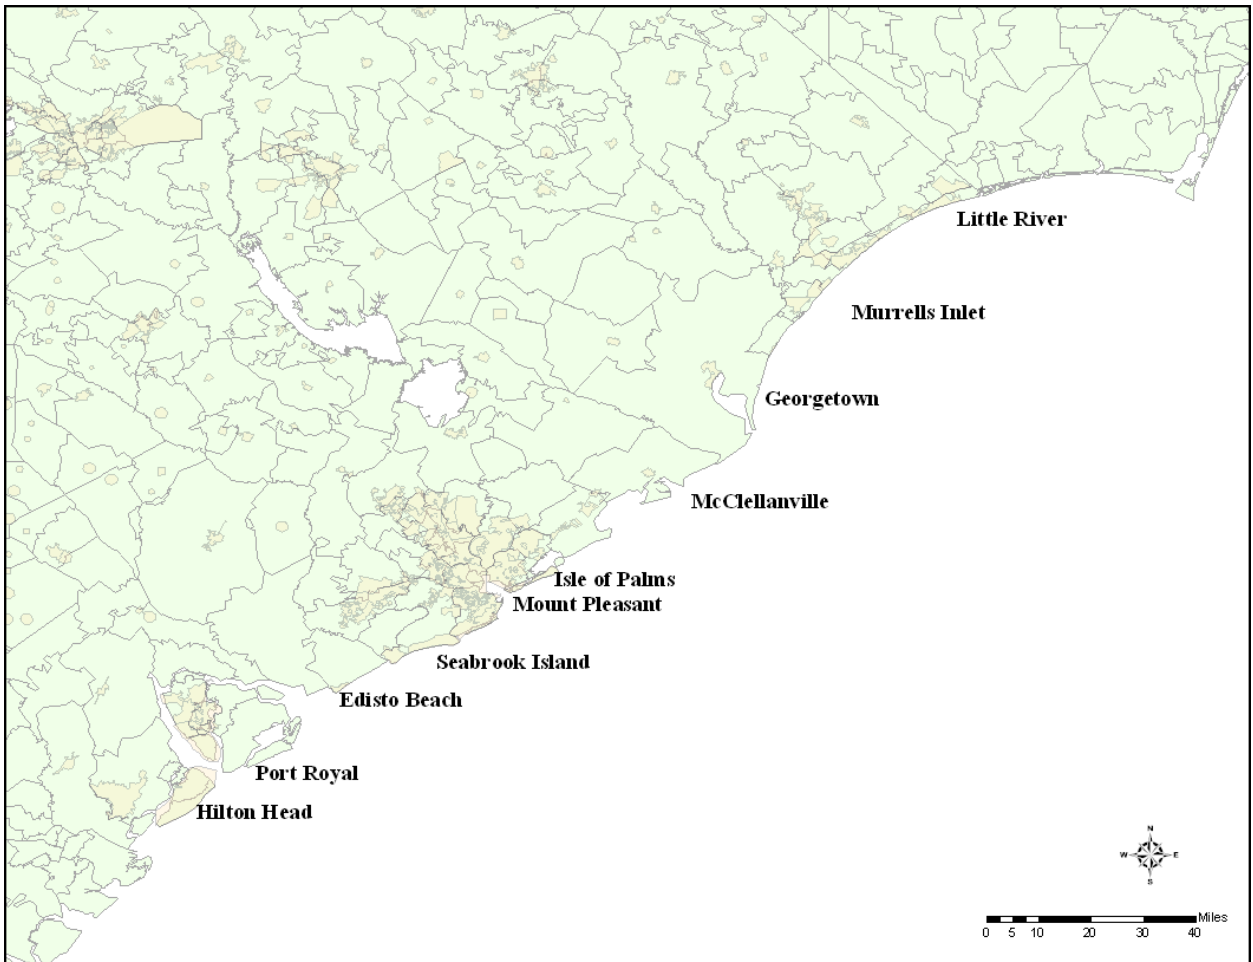 Little River
Murrells Inlet
Georgetown
McClellanville
Isle of Palms
Mount Pleasant
Seabrook Island
Edisto Beach
Port Royal
Hilton Head
N
W E
S
Miles
0 5 10 20 30 40